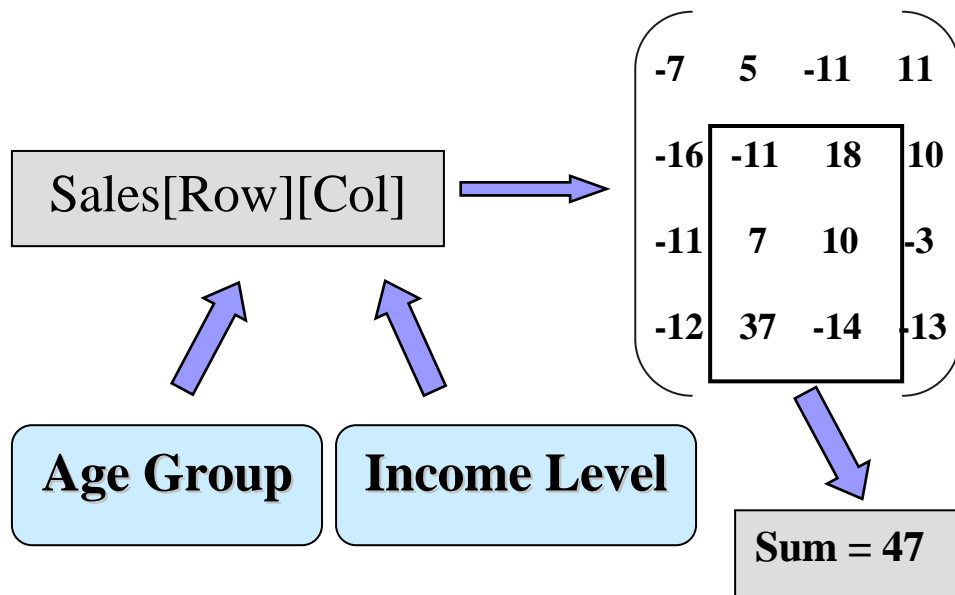 -7 5 -11 11
-16 -11 18 10
Sales[Row][Col]
-11 7 10 -3
-12 37 -14 -13
Age Group
Income Level
Sum = 47